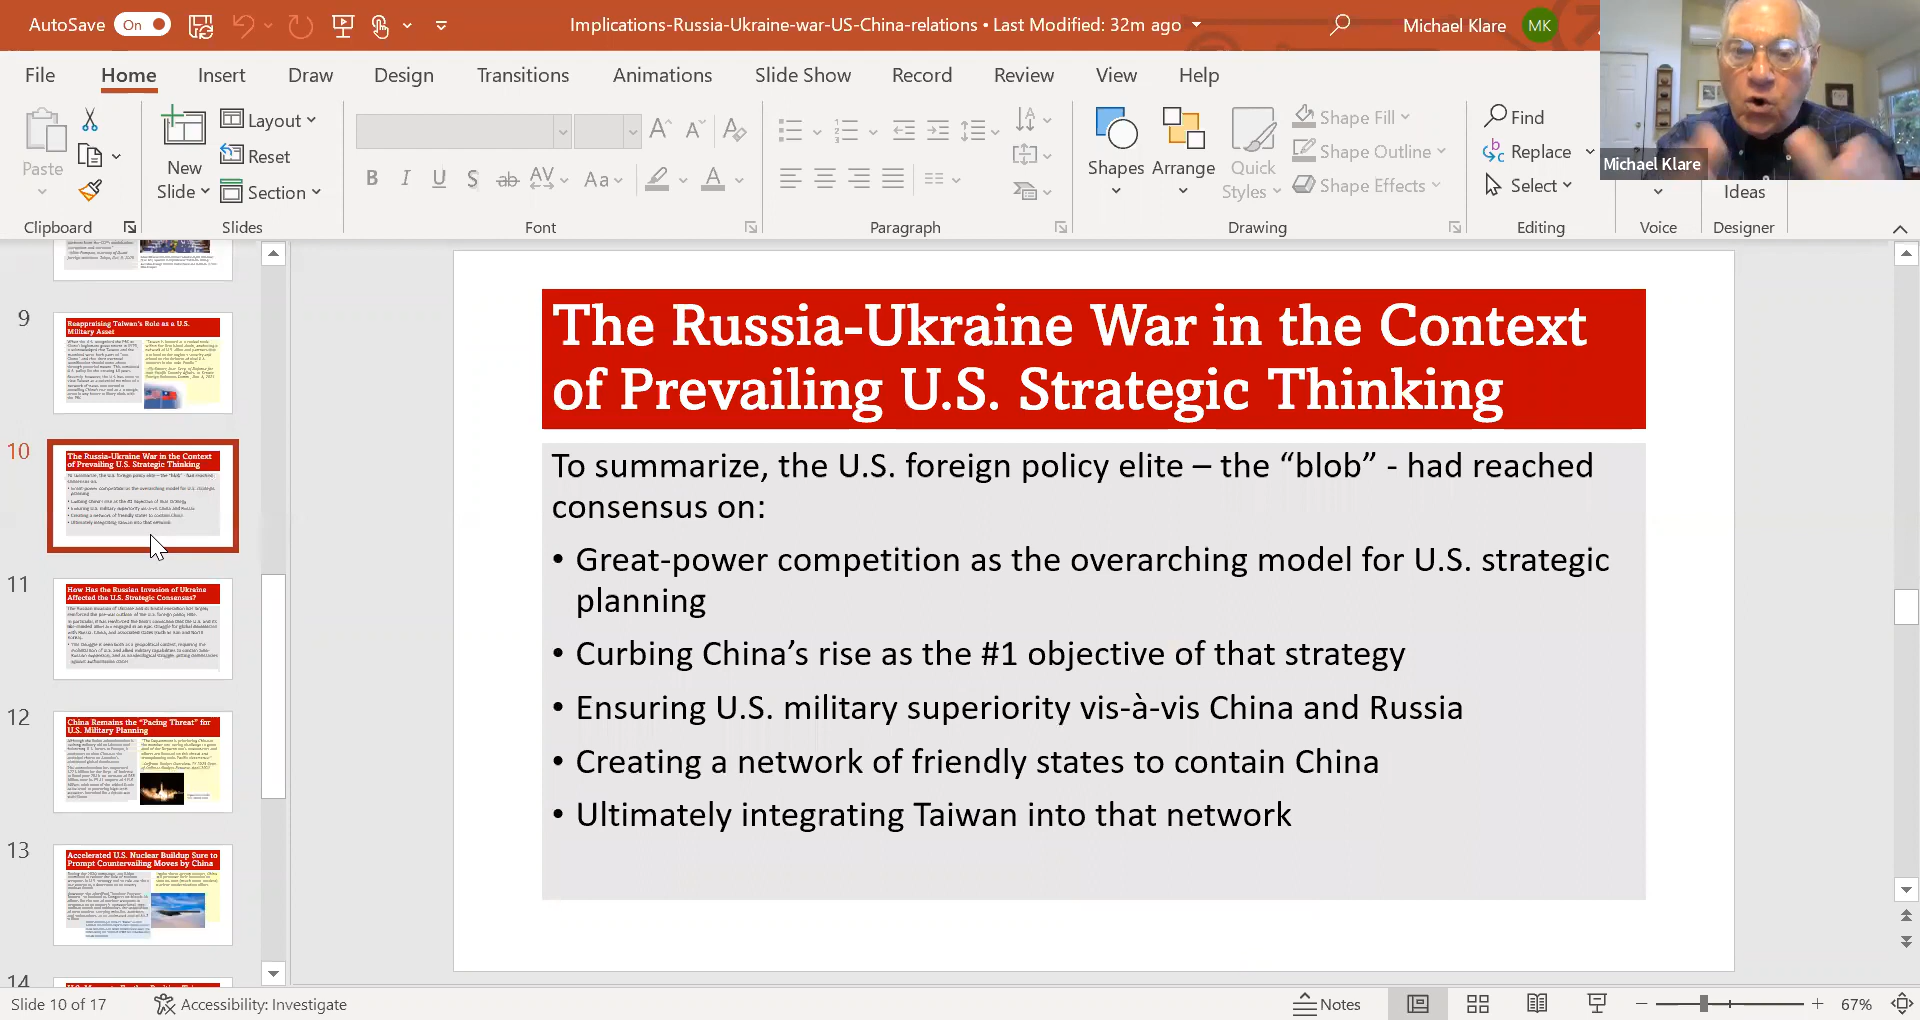 AutoSave On Implications-Russia-Ukraine-war-US-China-relations • Last Modified: 32m ago Michael Klare MK
File Home Insert Draw Design Transitions Animations Slide Show Record Review View Help
Paste
New Slide
Layout
Reset
Section
A A A
B I U S ab AV Aa A
Shapes
Arrange
Quick Styles
Shape Fill
Shape Outline
Shape Effects
Find
Replace
Select
Michael Klare
Ideas
Clipboard Slides Font Paragraph Drawing Editing Voice Designer
9
Reappraising Taiwan's Role as a U.S.
Military Asset
10
The Russia-Ukraine War in the Context
of Prevailing U.S. Strategic Thinking
11
How Has the Russian Invasion of Ukraine
Affected the U.S. Strategic Consensus?
12
China Remains the “Pacing Threat” for
U.S. Military Planning
13
Accelerated U.S. Nuclear Buildup Sure to
Prompt Countervailing Moves by China
14
The Russia-Ukraine War in the Context
of Prevailing U.S. Strategic Thinking
To summarize, the U.S. foreign policy elite – the “blob” - had reached
consensus on:
• Great-power competition as the overarching model for U.S. strategic
planning
• Curbing China’s rise as the #1 objective of that strategy
• Ensuring U.S. military superiority vis-à-vis China and Russia
• Creating a network of friendly states to contain China
• Ultimately integrating Taiwan into that network
Slide 10 of 17 Accessibility: Investigate Notes 67%